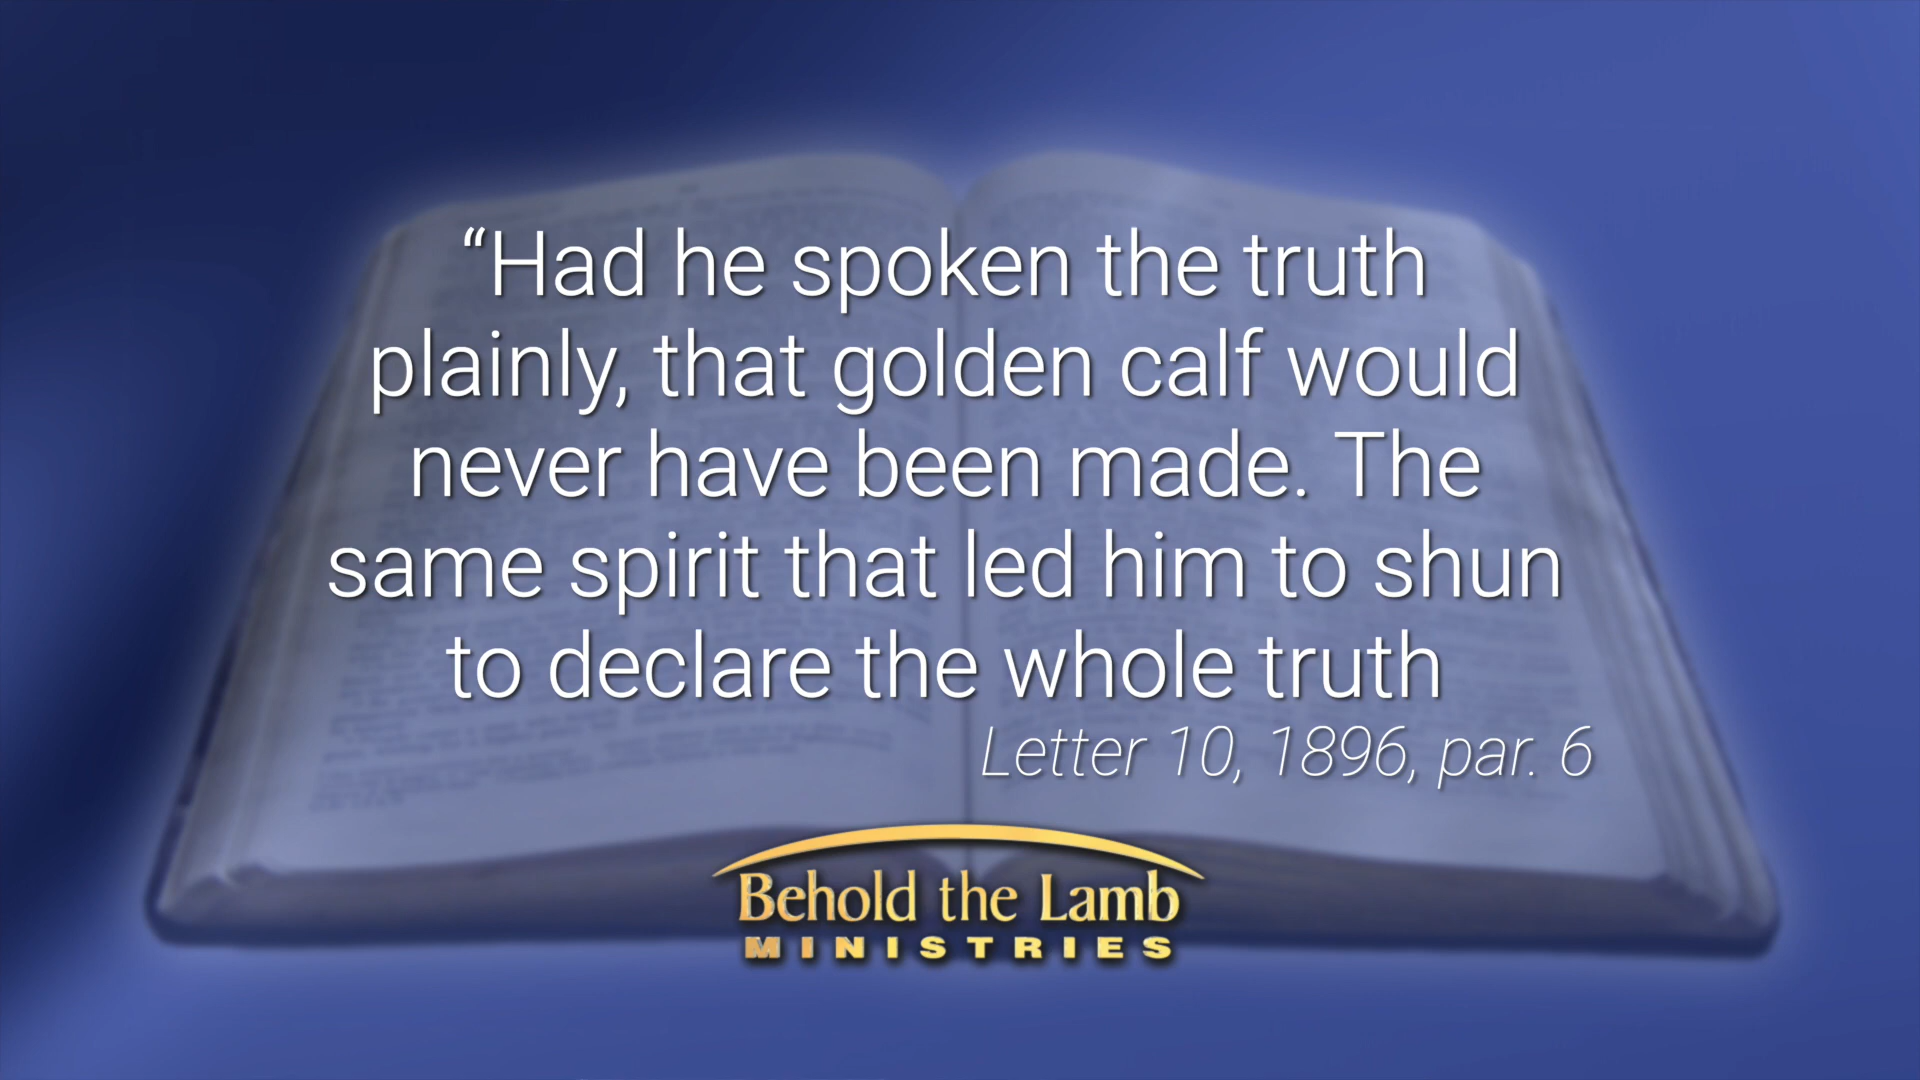 “Had he spoken the truth
plainly, that golden calf would
never have been made. The
same spirit that led him to shun
to declare the whole truth
Letter 10, 1896, par. 6
Behold the Lamb
MINISTRIES